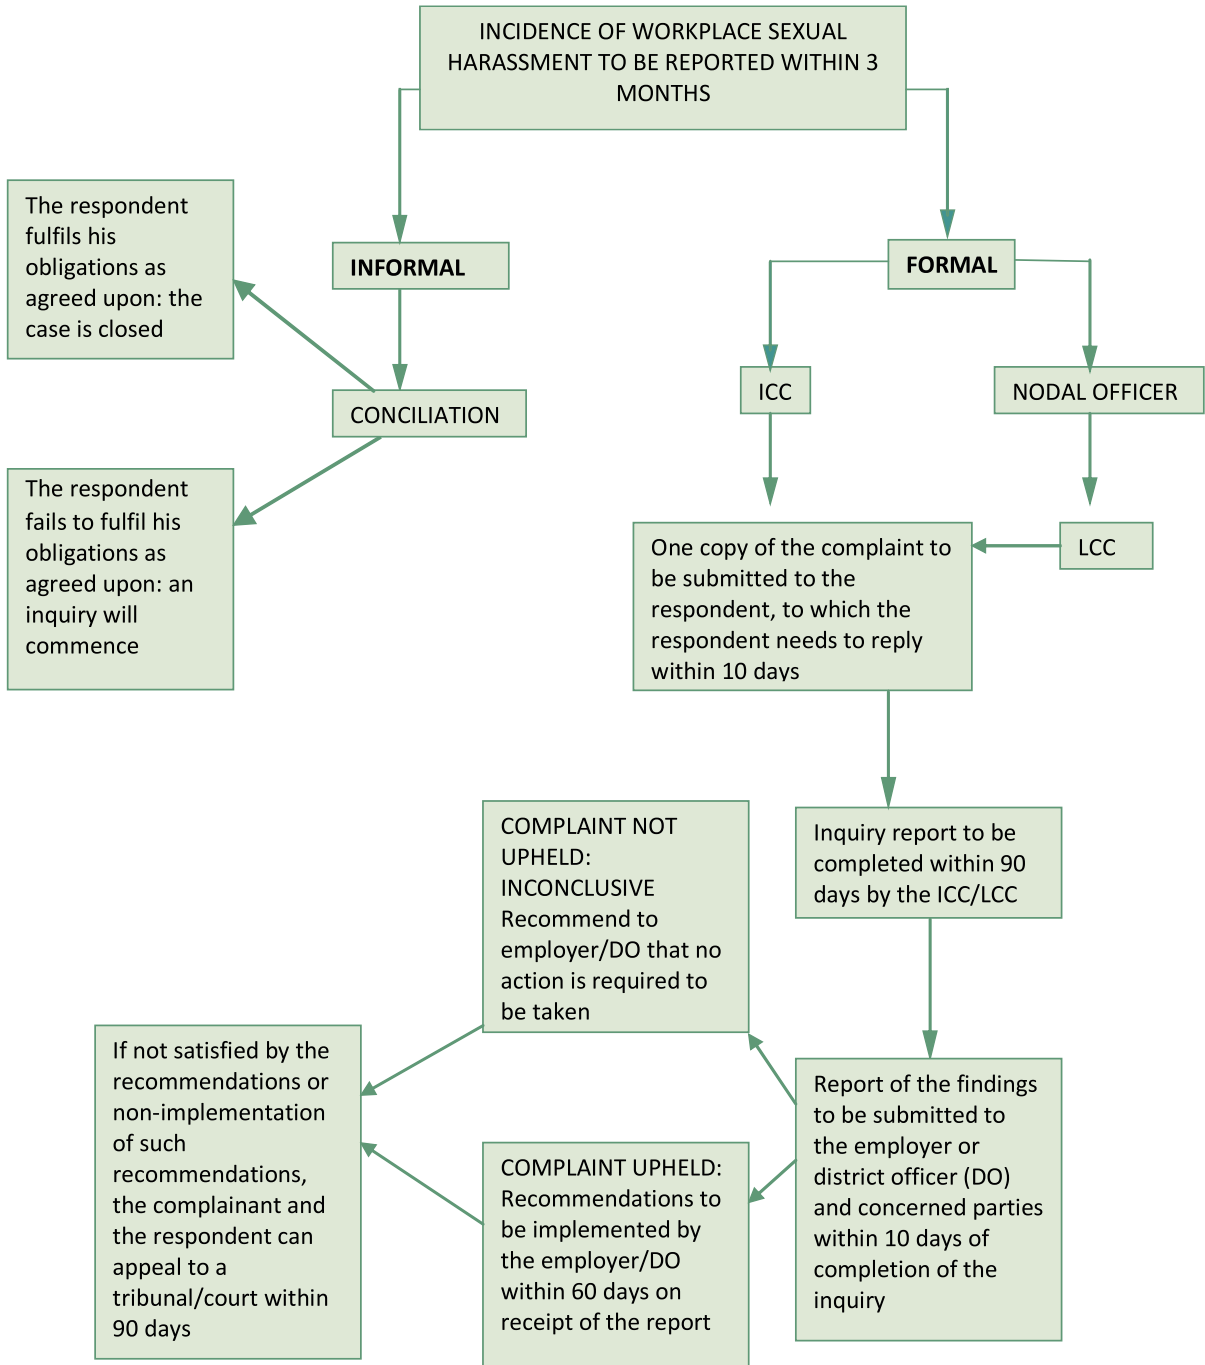 INCIDENCE OF WORKPLACE SEXUAL
HARASSMENT TO BE REPORTED WITHIN 3
MONTHS
The respondent
fulfils his
obligations as
agreed upon: the
case is closed
INFORMAL
FORMAL
CONCILIATION
ICC
NODAL OFFICER
The respondent
fails to fulfil his
obligations as
agreed upon: an
inquiry will
commence
One copy of the complaint to
be submitted to the
respondent, to which the
respondent needs to reply
within 10 days
LCC
Inquiry report to be
completed within 90
days by the ICC/LCC
COMPLAINT NOT
UPHELD:
INCONCLUSIVE
Recommend to
employer/DO that no
action is required to
be taken
Report of the findings
to be submitted to
the employer or
district officer (DO)
and concerned parties
within 10 days of
completion of the
inquiry
COMPLAINT UPHELD:
Recommendations to
be implemented by
the employer/DO
within 60 days on
receipt of the report
If not satisfied by the
recommendations or
non-implementation
of such
recommendations,
the complainant and
the respondent can
appeal to a
tribunal/court within
90 days